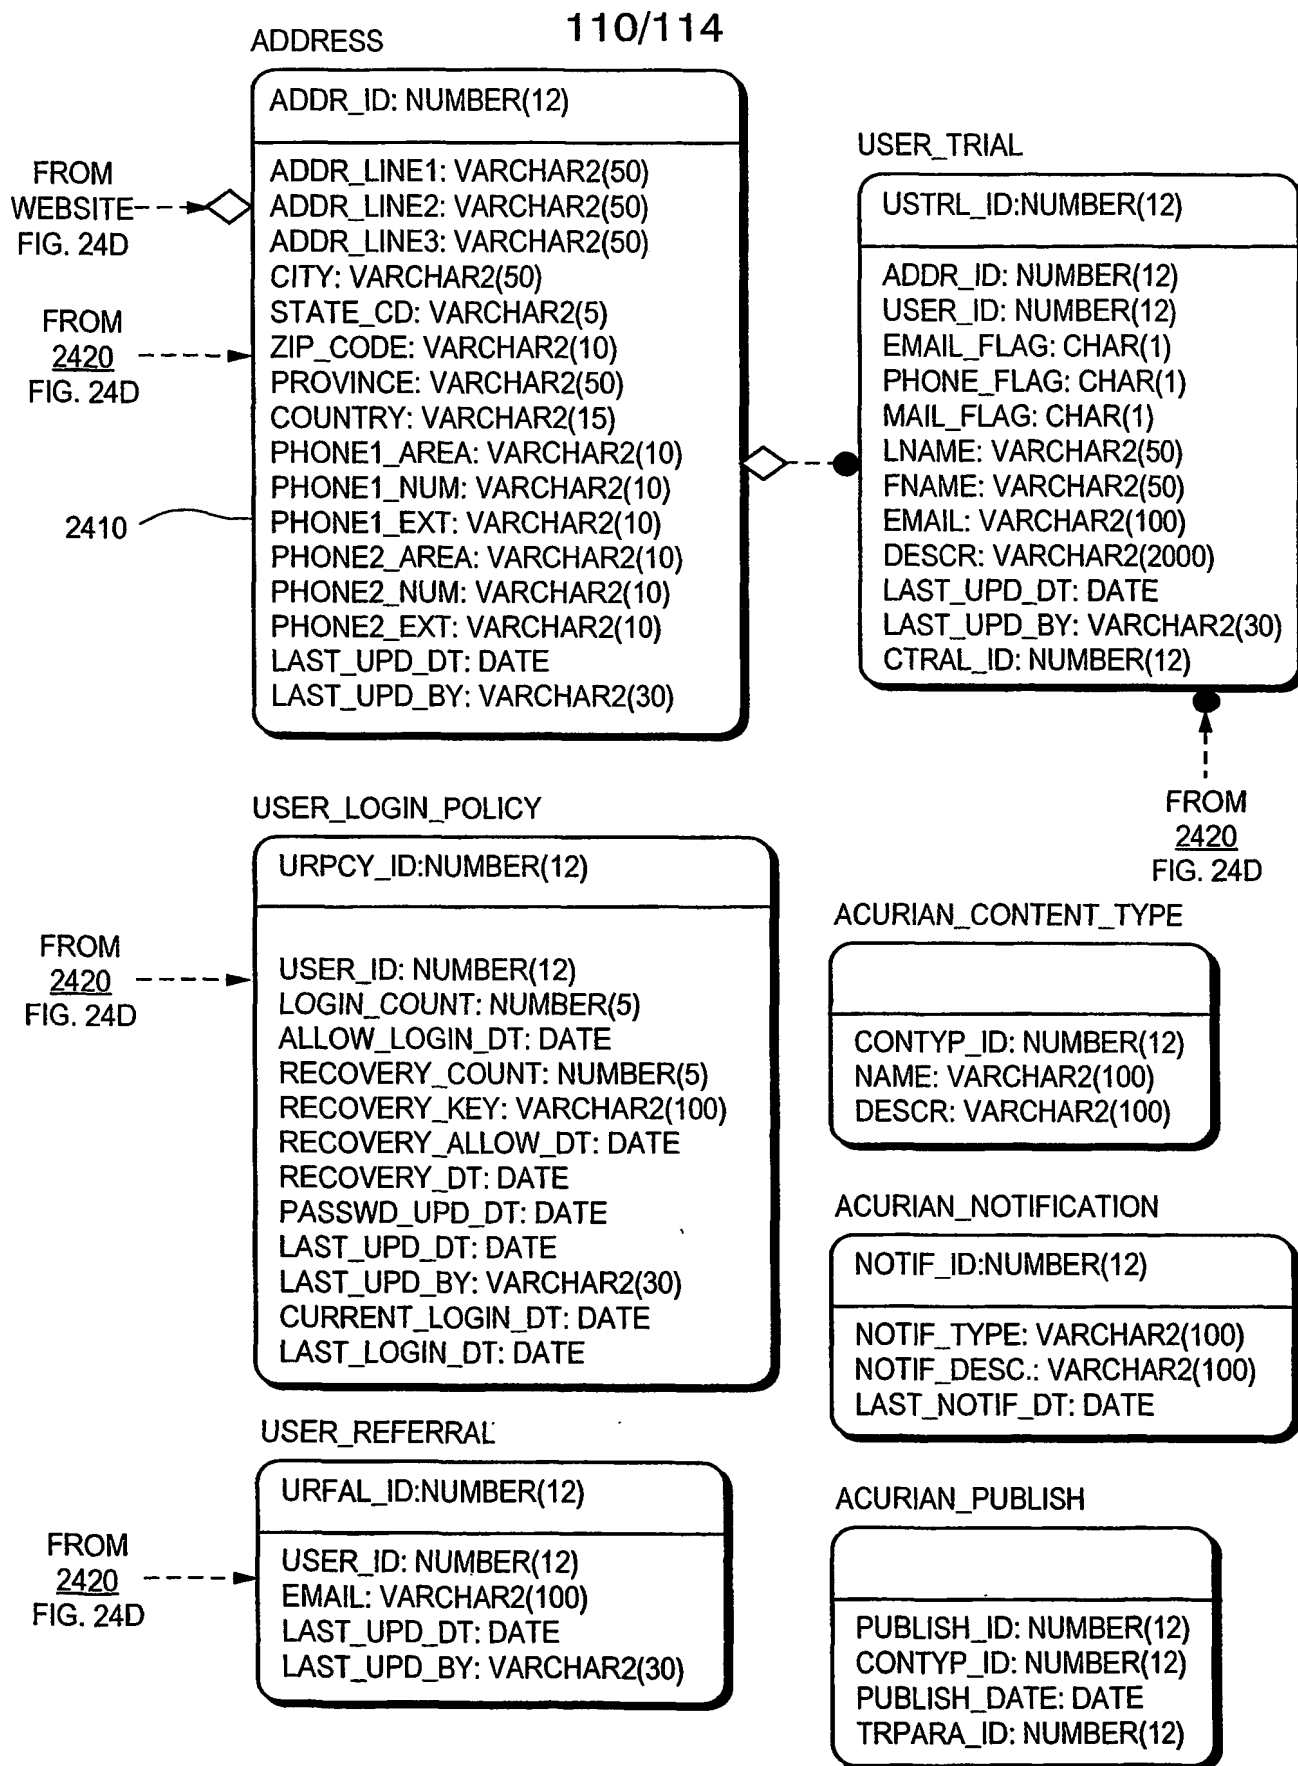 110/114
ADDRESS
ADDR_ID: NUMBER(12)
ADDR_LINE1: VARCHAR2(50)
ADDR_LINE2: VARCHAR2(50)
ADDR_LINE3: VARCHAR2(50)
CITY: VARCHAR2(50)
STATE_CD: VARCHAR2(5)
ZIP_CODE: VARCHAR2(10)
PROVINCE: VARCHAR2(50)
COUNTRY: VARCHAR2(15)
PHONE1_AREA: VARCHAR2(10)
PHONE1_NUM: VARCHAR2(10)
PHONE1_EXT: VARCHAR2(10)
PHONE2_AREA: VARCHAR2(10)
PHONE2_NUM: VARCHAR2(10)
PHONE2_EXT: VARCHAR2(10)
LAST_UPD_DT: DATE
LAST_UPD_BY: VARCHAR2(30)
FROM
WEBSITE
FIG. 24D
FROM
2420
FIG. 24D
2410
USER_TRIAL
USTRL_ID:NUMBER(12)
ADDR_ID: NUMBER(12)
USER_ID: NUMBER(12)
EMAIL_FLAG: CHAR(1)
PHONE_FLAG: CHAR(1)
MAIL_FLAG: CHAR(1)
LNAME: VARCHAR2(50)
FNAME: VARCHAR2(50)
EMAIL: VARCHAR2(100)
DESCR: VARCHAR2(2000)
LAST_UPD_DT: DATE
LAST_UPD_BY: VARCHAR2(30)
CTRAL_ID: NUMBER(12)
FROM
2420
FIG. 24D
USER_LOGIN_POLICY
URPCY_ID:NUMBER(12)
USER_ID: NUMBER(12)
LOGIN_COUNT: NUMBER(5)
ALLOW_LOGIN_DT: DATE
RECOVERY_COUNT: NUMBER(5)
RECOVERY_KEY: VARCHAR2(100)
RECOVERY_ALLOW_DT: DATE
RECOVERY_DT: DATE
PASSWD_UPD_DT: DATE
LAST_UPD_DT: DATE
LAST_UPD_BY: VARCHAR2(30)
CURRENT_LOGIN_DT: DATE
LAST_LOGIN_DT: DATE
FROM
2420
FIG. 24D
ACURIAN_CONTENT_TYPE
CONTYP_ID: NUMBER(12)
NAME: VARCHAR2(100)
DESCR: VARCHAR2(100)
ACURIAN_NOTIFICATION
NOTIF_ID:NUMBER(12)
NOTIF_TYPE: VARCHAR2(100)
NOTIF_DESC.: VARCHAR2(100)
LAST_NOTIF_DT: DATE
USER_REFERRAL
URFAL_ID:NUMBER(12)
USER_ID: NUMBER(12)
EMAIL: VARCHAR2(100)
LAST_UPD_DT: DATE
LAST_UPD_BY: VARCHAR2(30)
FROM
2420
FIG. 24D
ACURIAN_PUBLISH
PUBLISH_ID: NUMBER(12)
CONTYP_ID: NUMBER(12)
PUBLISH_DATE: DATE
TRPARA_ID: NUMBER(12)